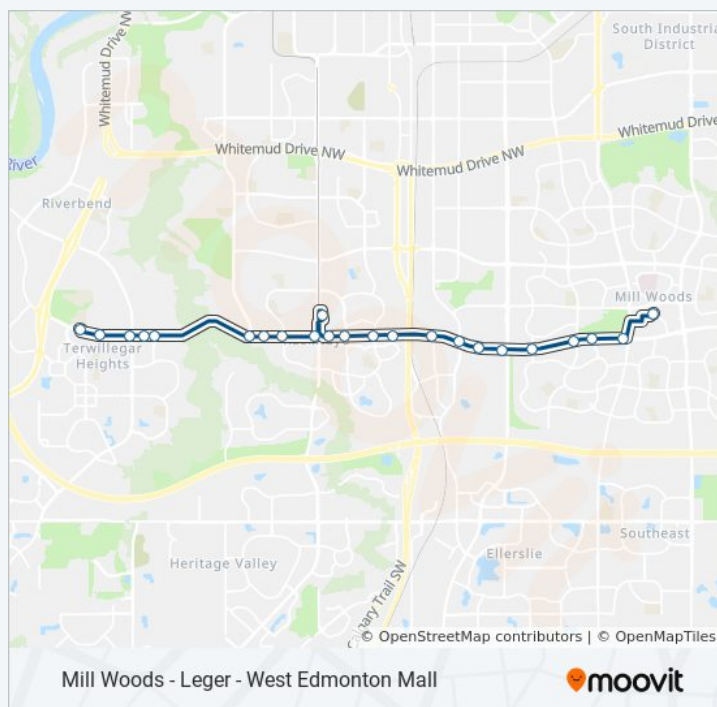 South Industrial
District
Whitemud Drive NW
Whitemud Drive NW
Whitemud Drive NW
Whitemud Drive NW
River
Riverbend
Mill Woods
Terwillegar
Heights
Southeast
Ellerslie
Heritage Valley
Calgary Trail SW
© OpenStreetMap contributors | © OpenMapTiles
Mill Woods - Leger - West Edmonton Mall
moovit